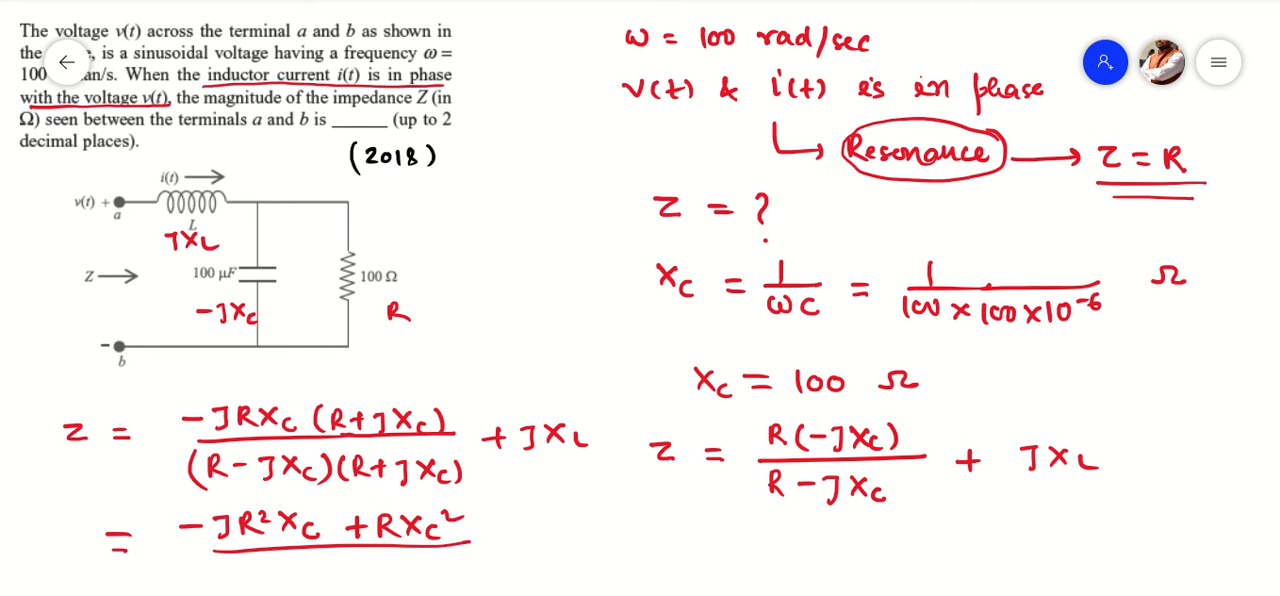 The voltage v(t) across the terminal a and b as shown in
the , is a sinusoidal voltage having a frequency ω =
100 an/s. When the inductor current i(t) is in phase
with the voltage v(t), the magnitude of the impedance Z (in
Ω) seen between the terminals a and b is ______ (up to 2
decimal places).
(2018)
i(t)
v(t) +
a
L
JXL
Z
100 μF
100 Ω
-JXC
R
-
b
Z = -JRXC (R+JXC) / (R-JXC)(R+JXC) + JXL
= -JR²XC + RXC²
ω = 100 rad/sec
v(t) & i(t) is in phase
Resonance → Z = R
Z = ?
XC = 1/ωC = 1/100 × 100 × 10⁻⁶ Ω
XC = 100 Ω
Z = R(-JXC) / R-JXC + JXL